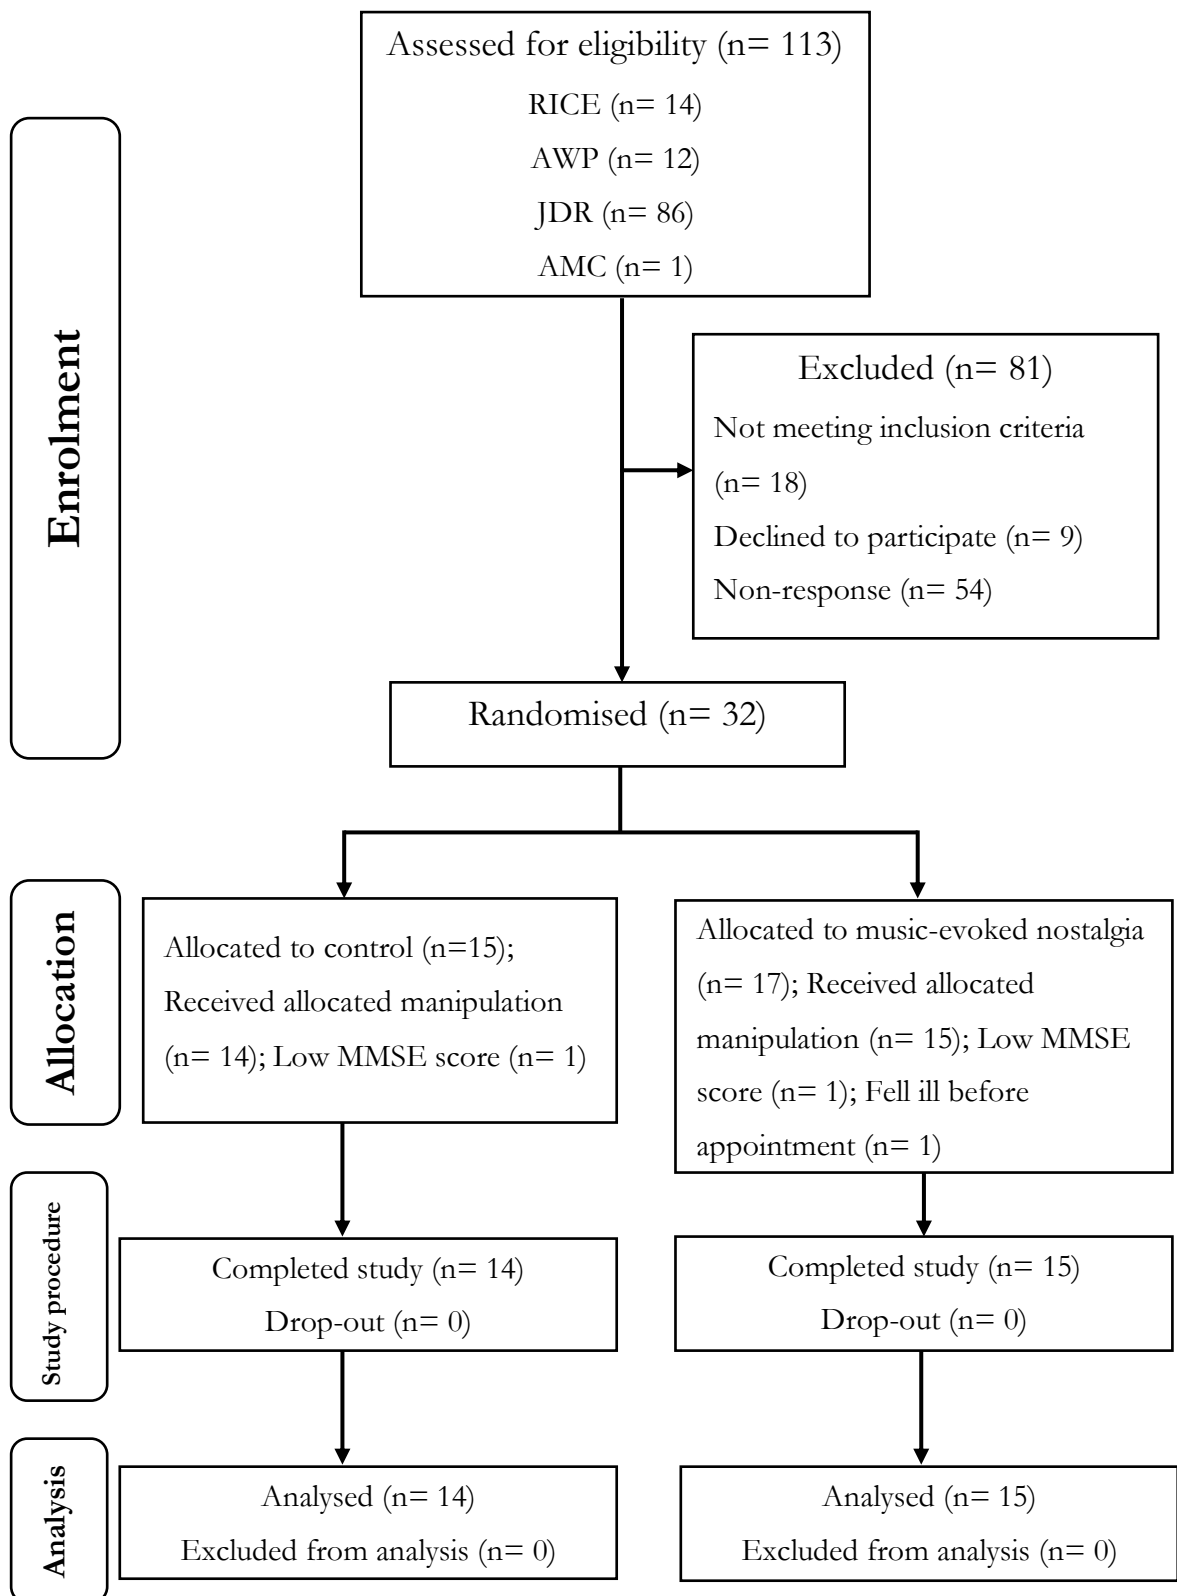 Assessed for eligibility (n= 113)
RICE (n= 14)
AWP (n= 12)
JDR (n= 86)
AMC (n= 1)
Enrolment
Excluded (n= 81)
Not meeting inclusion criteria
(n= 18)
Declined to participate (n= 9)
Non-response (n= 54)
Randomised (n= 32)
Allocation
Allocated to control (n=15);
Received allocated manipulation
(n= 14); Low MMSE score (n= 1)
Allocated to music-evoked nostalgia
(n= 17); Received allocated
manipulation (n= 15); Low MMSE
score (n= 1); Fell ill before
appointment (n= 1)
Study procedure
Completed study (n= 14)
Drop-out (n= 0)
Completed study (n= 15)
Drop-out (n= 0)
Analysis
Analysed (n= 14)
Excluded from analysis (n= 0)
Analysed (n= 15)
Excluded from analysis (n= 0)